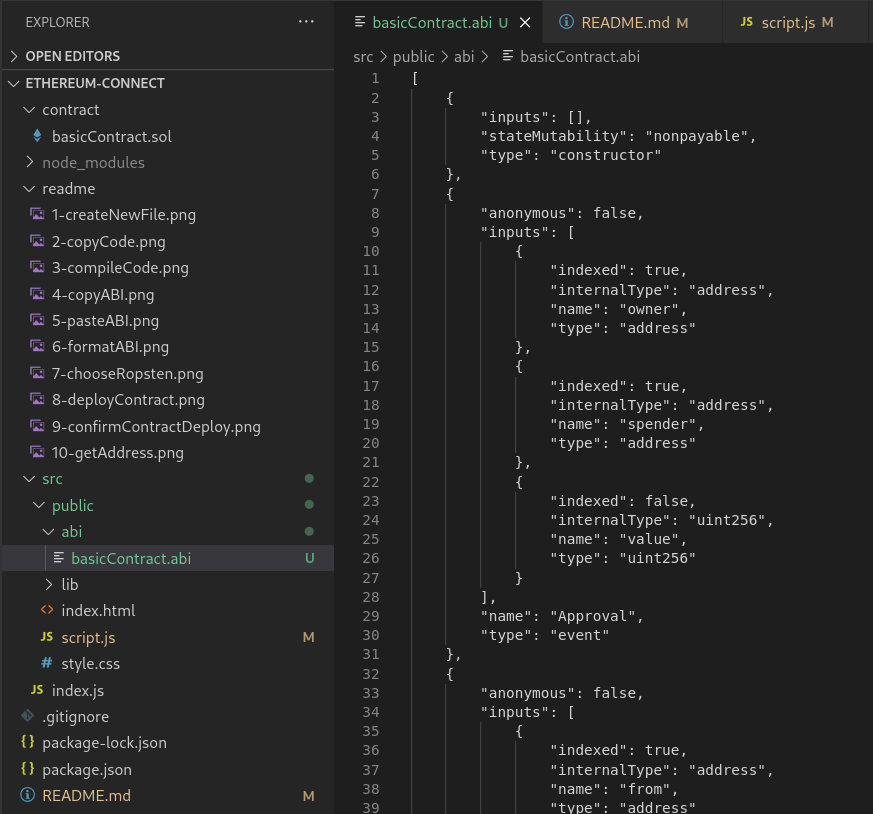 EXPLORER ...
OPEN EDITORS
ETHEREUM-CONNECT
contract
basicContract.sol
node_modules
readme
1-createNewFile.png
2-copyCode.png
3-compileCode.png
4-copyABI.png
5-pasteABI.png
6-formatABI.png
7-chooseRopsten.png
8-deployContract.png
9-confirmContractDeploy.png
10-getAddress.png
src
public
abi
basicContract.abi U
lib
<> index.html
JS script.js M
# style.css
JS index.js
.gitignore
{} package-lock.json
{} package.json
README.md M
basicContract.abi U README.md M JS script.js M
src > public > abi > basicContract.abi
1 [
2 {
3 "inputs": [],
4 "stateMutability": "nonpayable",
5 "type": "constructor"
6 },
7 {
8 "anonymous": false,
9 "inputs": [
10 {
11 "indexed": true,
12 "internalType": "address",
13 "name": "owner",
14 "type": "address"
15 },
16 {
17 "indexed": true,
18 "internalType": "address",
19 "name": "spender",
20 "type": "address"
21 },
22 {
23 "indexed": false,
24 "internalType": "uint256",
25 "name": "value",
26 "type": "uint256"
27 }
28 ],
29 "name": "Approval",
30 "type": "event"
31 },
32 {
33 "anonymous": false,
34 "inputs": [
35 {
36 "indexed": true,
37 "internalType": "address",
38 "name": "from",
39 "type": "address"